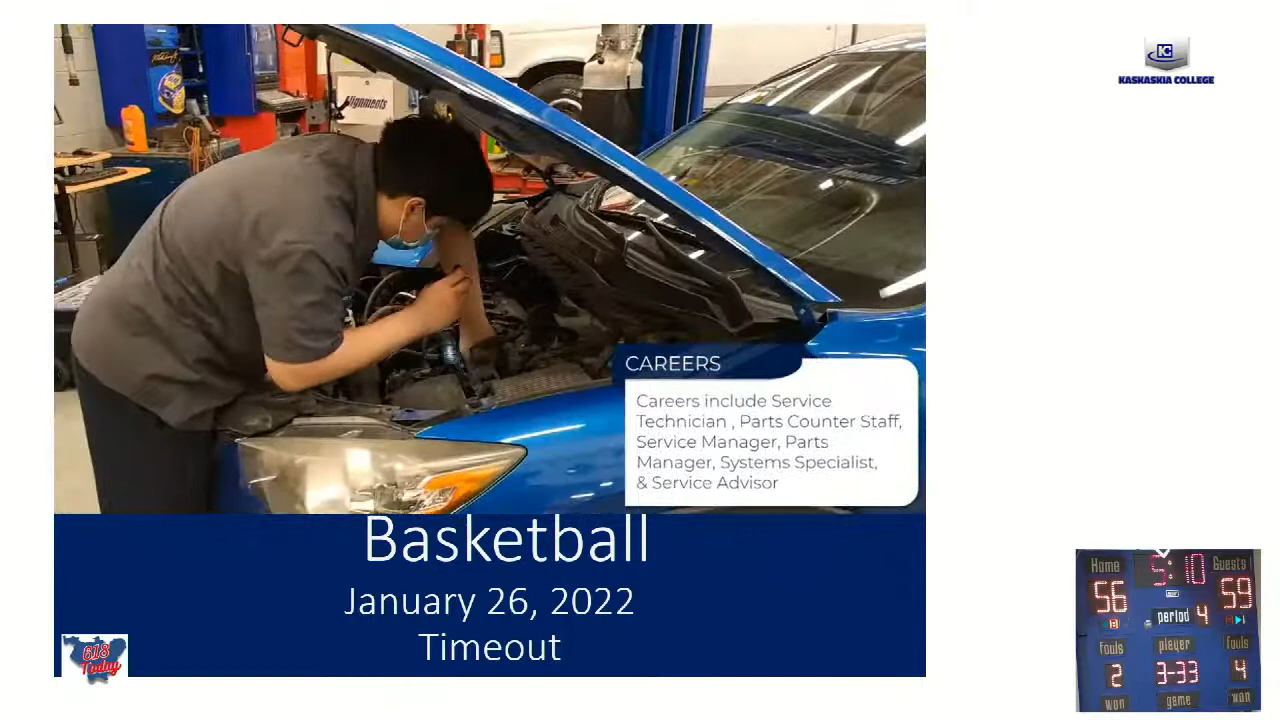 KC
KASKASKIA COLLEGE
Alignments
CAREERS
Careers include Service
Technician , Parts Counter Staff,
Service Manager, Parts
Manager, Systems Specialist,
& Service Advisor
Basketball
January 26, 2022
Timeout
618
Today
Home 5:10 Guests
56 59
period 4
fouls player fouls
2 3-33 4
won game won